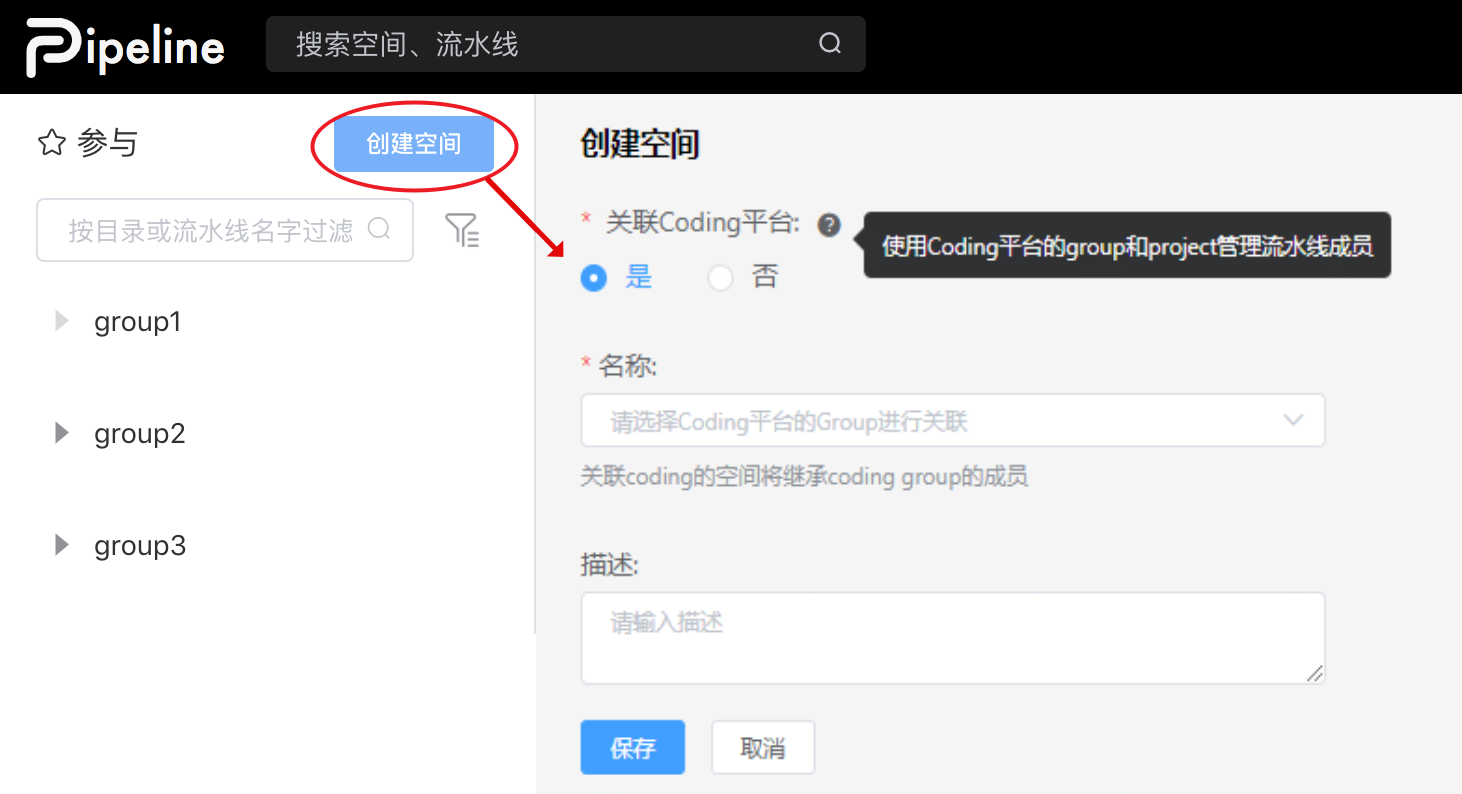 Pipeline
搜索空间、流水线
参与
创建空间
按目录或流水线名字过滤
group1
group2
group3
创建空间
* 关联Coding平台: ?
使用Coding平台的group和project管理流水线成员
是 否
* 名称:
请选择Coding平台的Group进行关联
关联coding的空间将继承coding group的成员
描述:
请输入描述
保存 取消